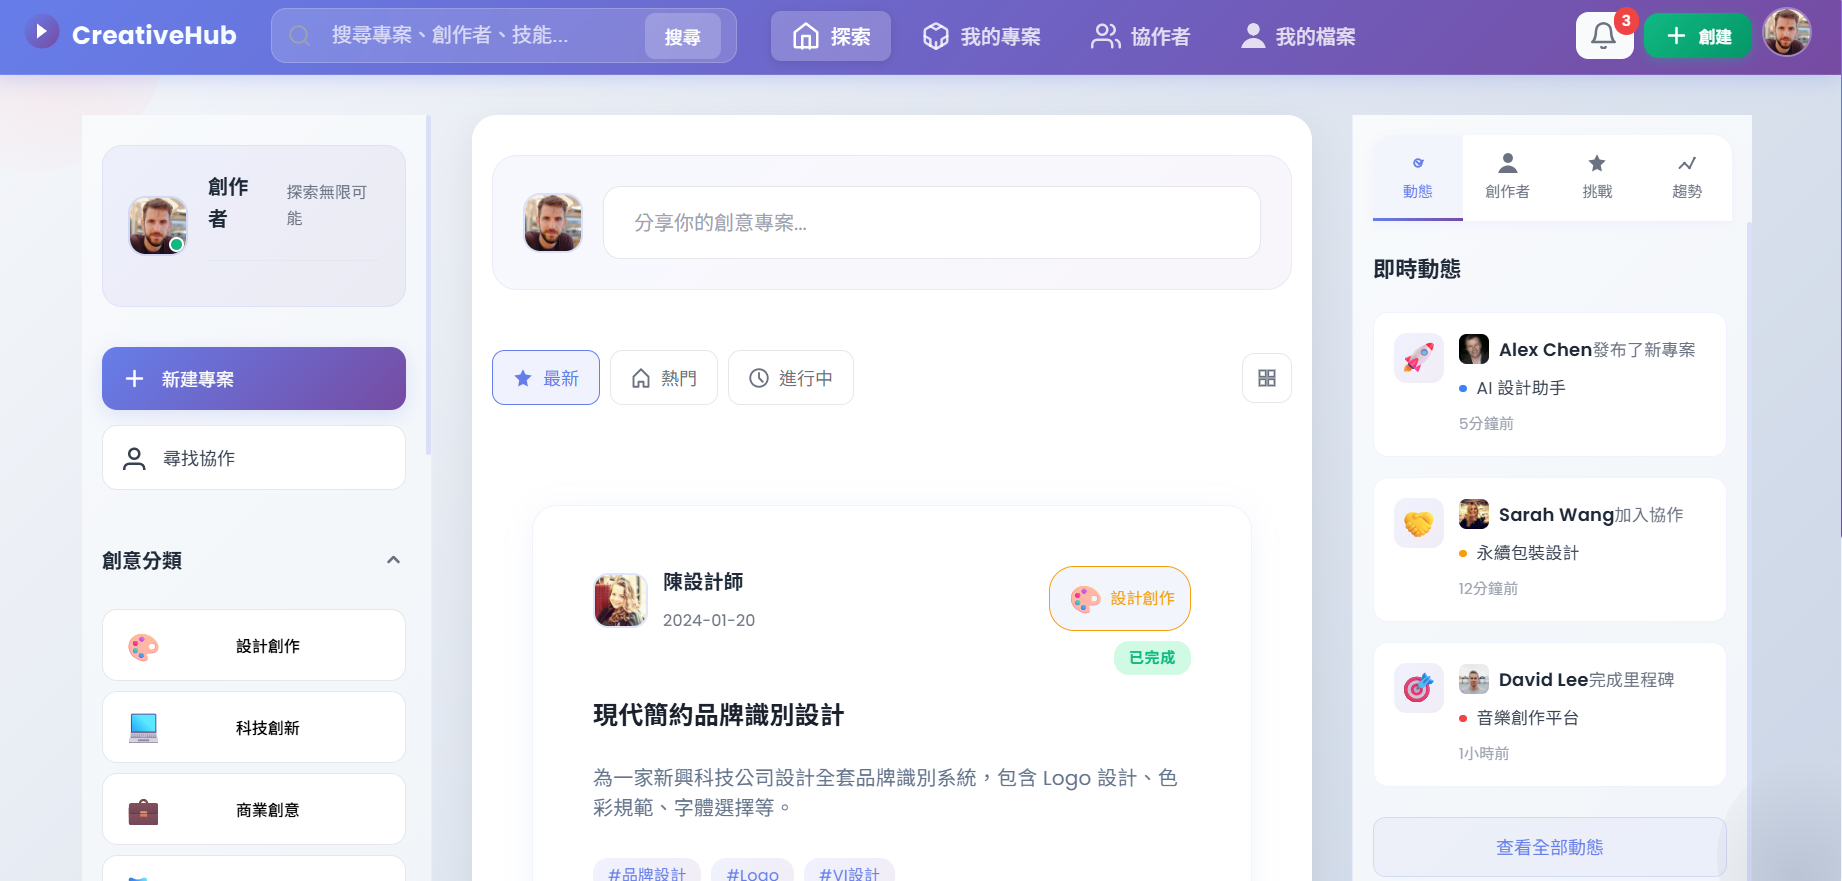 CreativeHub
搜尋專案、創作者、技能...
搜尋
探索
我的專案
協作者
我的檔案
3
創建
創作
者
探索無限可
能
新建專案
尋找協作
創意分類
設計創作
科技創新
商業創意
分享你的創意專案...
最新
熱門
進行中
陳設計師
2024-01-20
設計創作
已完成
現代簡約品牌識別設計
為一家新興科技公司設計全套品牌識別系統，包含 Logo 設計、色
彩規範、字體選擇等。
#品牌設計
#Logo
#VI設計
動態
創作者
挑戰
趨勢
即時動態
Alex Chen發布了新專案
AI 設計助手
5分鐘前
Sarah Wang加入協作
永續包裝設計
12分鐘前
David Lee完成里程碑
音樂創作平台
1小時前
查看全部動態